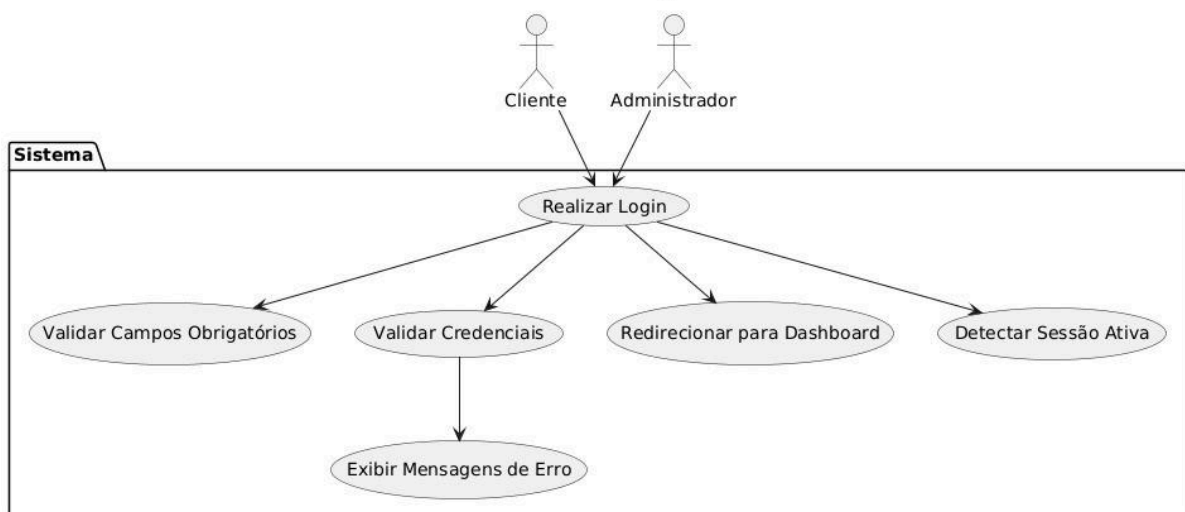 Cliente
Administrador
Sistema
Realizar Login
Validar Campos Obrigatórios
Validar Credenciais
Redirecionar para Dashboard
Detectar Sessão Ativa
Exibir Mensagens de Erro